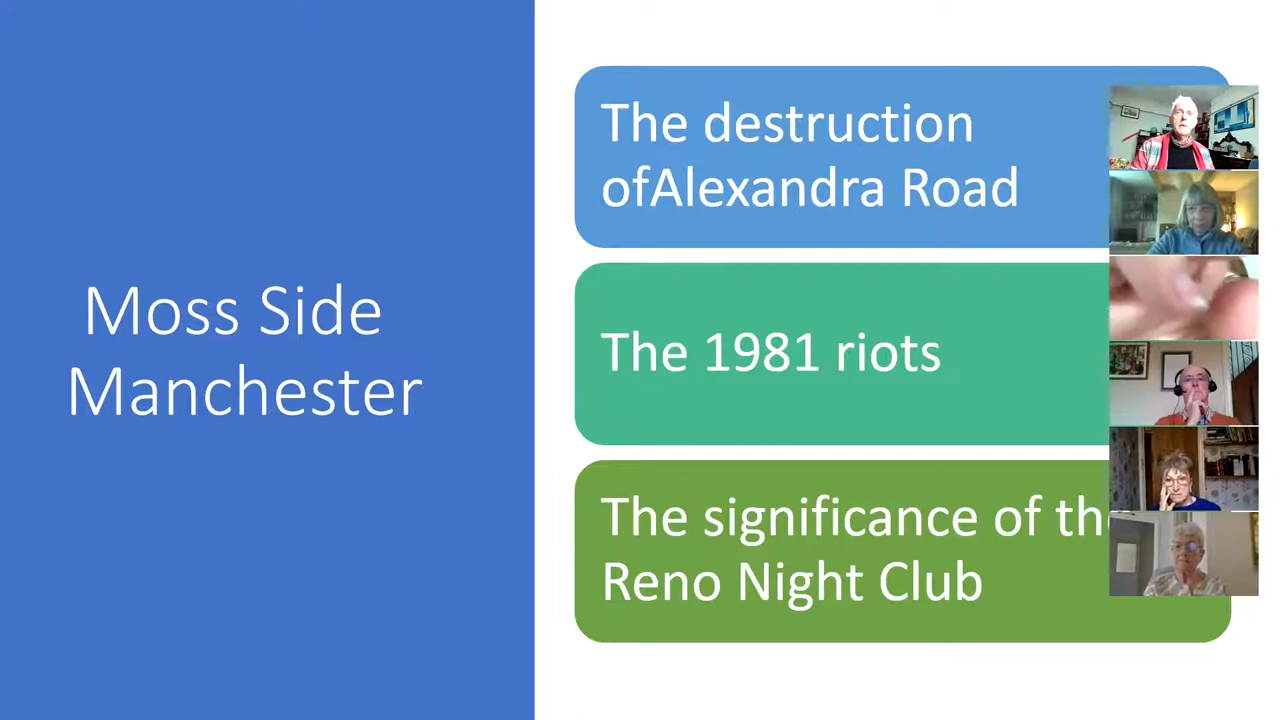 Moss Side
Manchester
The destruction
ofAlexandra Road
The 1981 riots
The significance of th
Reno Night Club